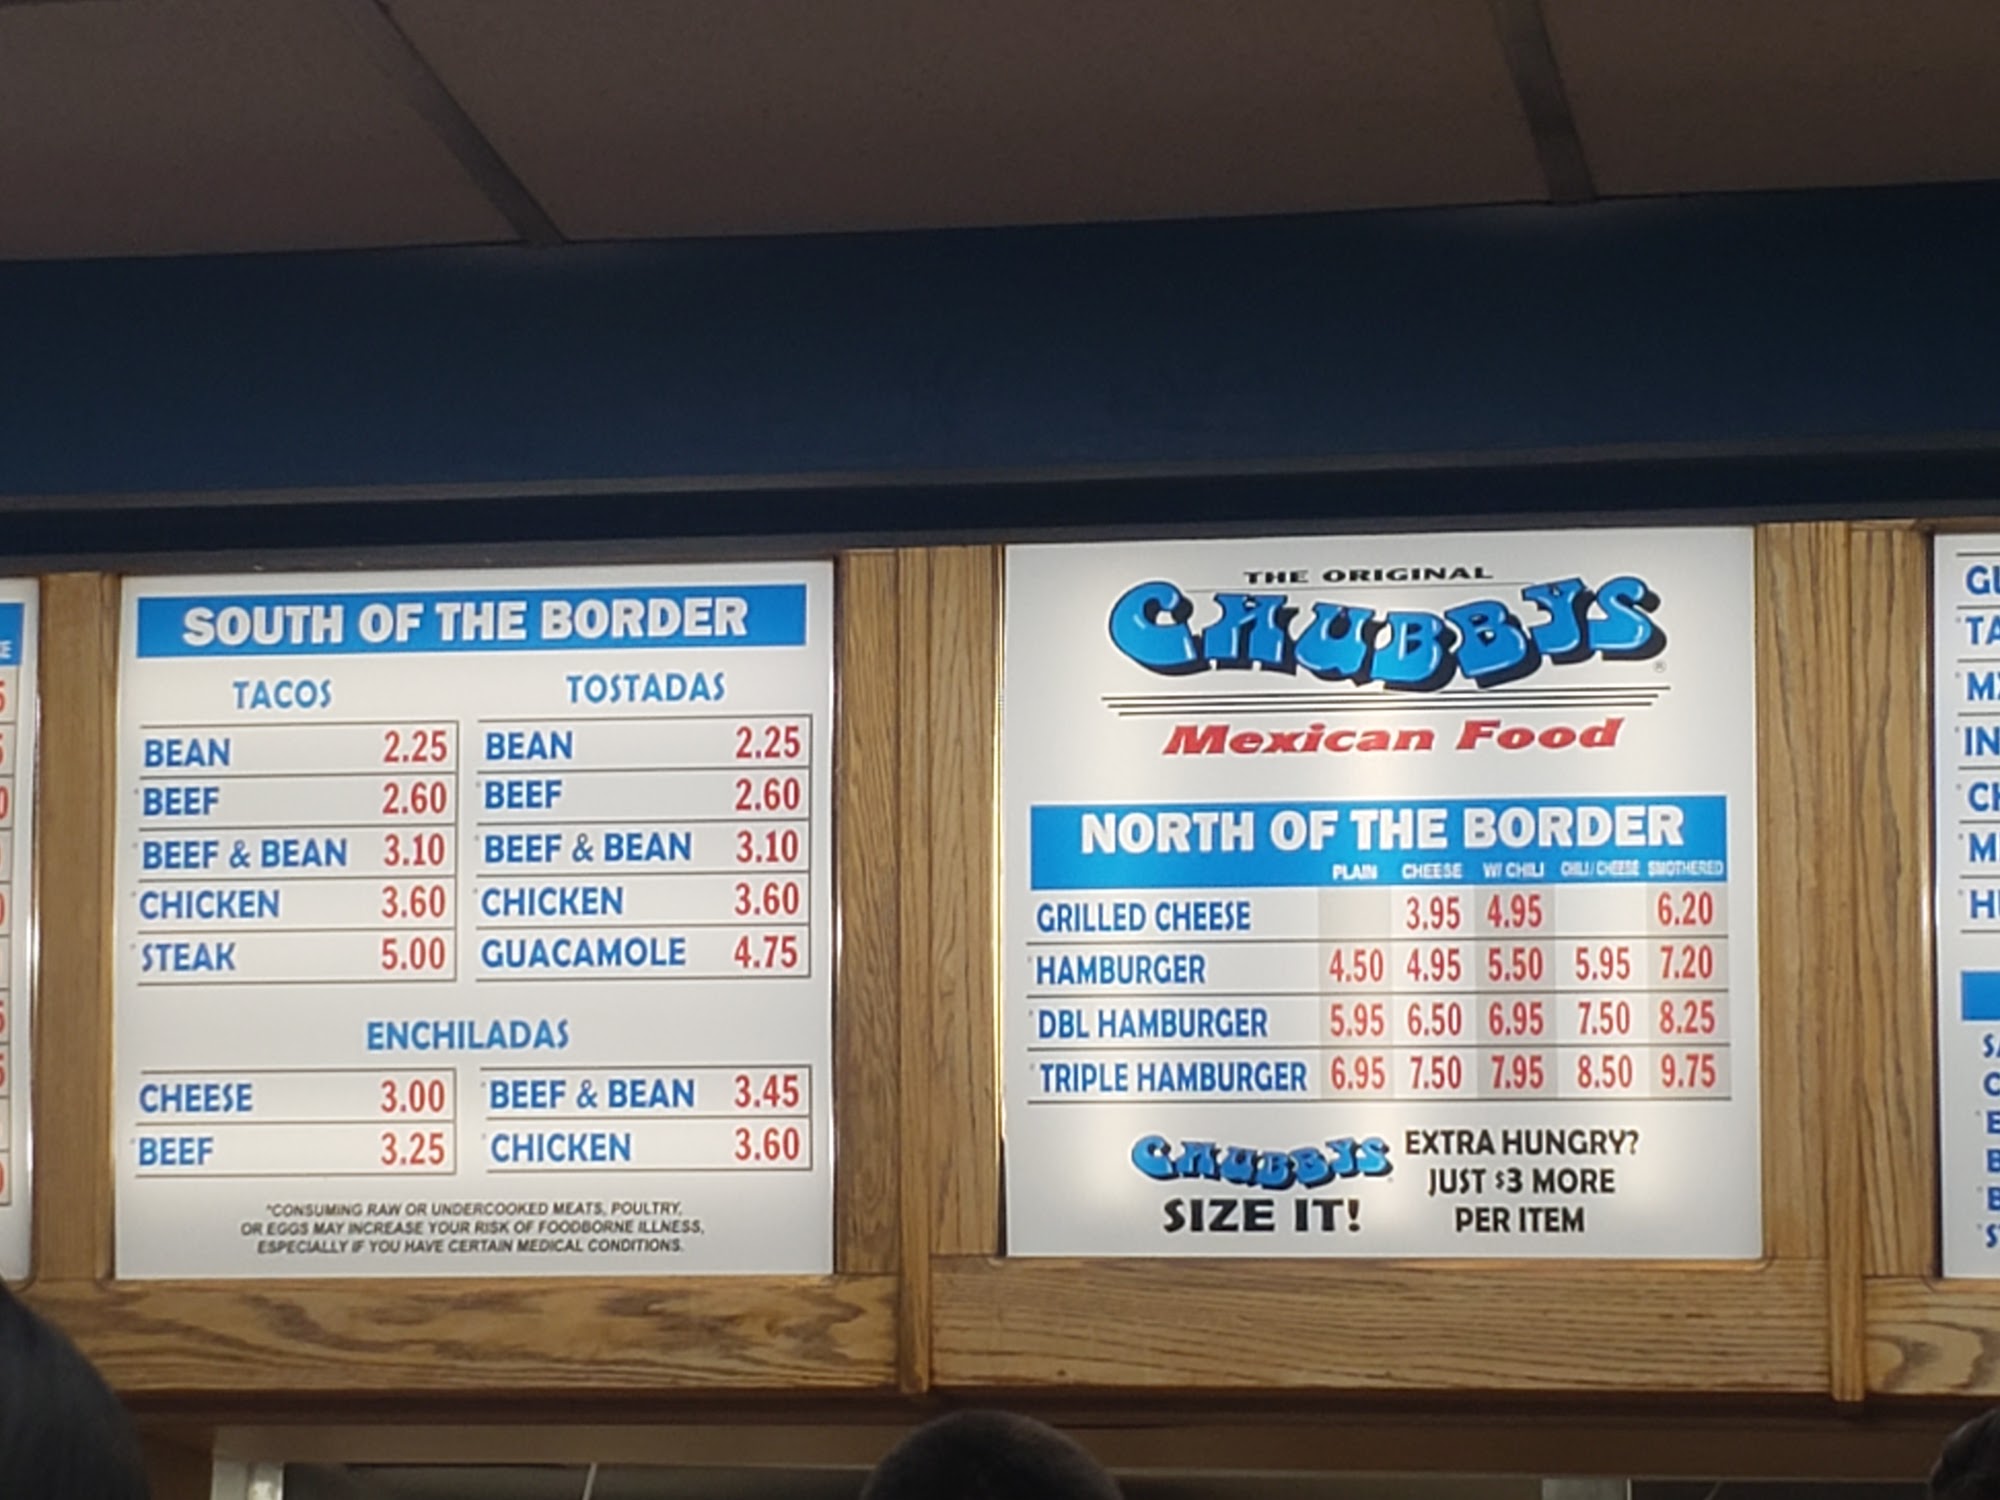 SOUTH OF THE BORDER
TACOS
BEAN 2.25
*BEEF 2.60
*BEEF & BEAN 3.10
*CHICKEN 3.60
*STEAK 5.00
TOSTADAS
BEAN 2.25
*BEEF 2.60
*BEEF & BEAN 3.10
*CHICKEN 3.60
GUACAMOLE 4.75
ENCHILADAS
CHEESE 3.00
*BEEF 3.25
*BEEF & BEAN 3.45
*CHICKEN 3.60
*CONSUMING RAW OR UNDERCOOKED MEATS, POULTRY,
OR EGGS MAY INCREASE YOUR RISK OF FOODBORNE ILLNESS,
ESPECIALLY IF YOU HAVE CERTAIN MEDICAL CONDITIONS.
THE ORIGINAL
CHUBBYS®
Mexican Food
NORTH OF THE BORDER
PLAIN CHEESE W/ CHILI CHILI/CHEESE SMOTHERED
GRILLED CHEESE 3.95 4.95 6.20
*HAMBURGER 4.50 4.95 5.50 5.95 7.20
*DBL HAMBURGER 5.95 6.50 6.95 7.50 8.25
*TRIPLE HAMBURGER 6.95 7.50 7.95 8.50 9.75
CHUBBYS
SIZE IT!
EXTRA HUNGRY?
JUST $3 MORE
PER ITEM